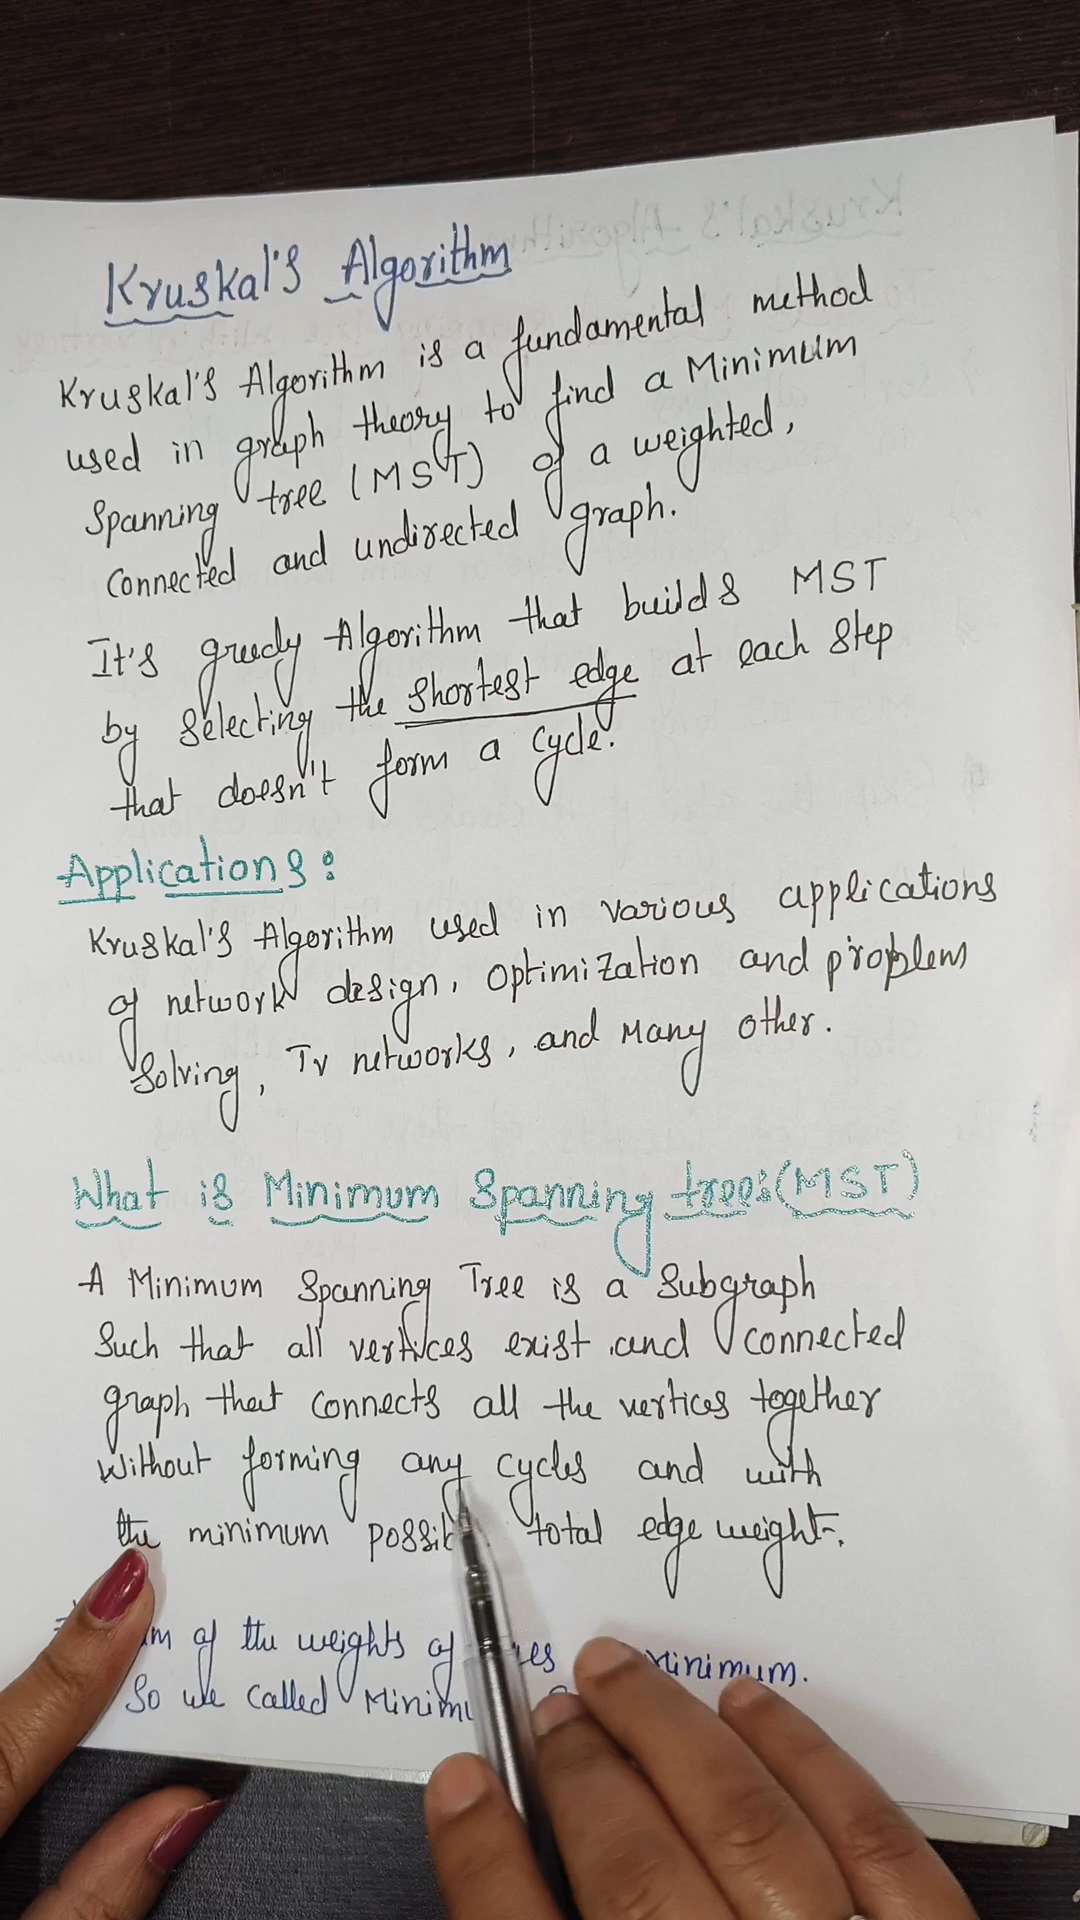 Kruskal's Algorithm
Kruskal's Algorithm is a fundamental method
used in graph theory to find a Minimum
Spanning tree (MST) of a weighted,
Connected and undirected graph.
It's greedy Algorithm that builds MST
by selecting the shortest edge at each step
that doesn't form a cycle.
Applications:
Kruskal's Algorithm used in various applications
of network design, optimization and problem
Solving, TV networks, and Many other.
What is Minimum Spanning tree:(MST)
A Minimum Spanning Tree is a Subgraph
Such that all vertices exist and connected
graph that connects all the vertices together
Without forming any cycles and with
the minimum total edge weight.
of the weights of Minimum.
So we called